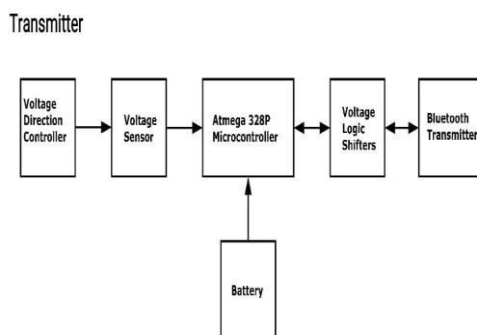 Transmitter
Voltage
Direction
Controller
Voltage
Sensor
Atmega 328P
Microcontroller
Voltage
Logic
Shifters
Bluetooth
Transmitter
Battery